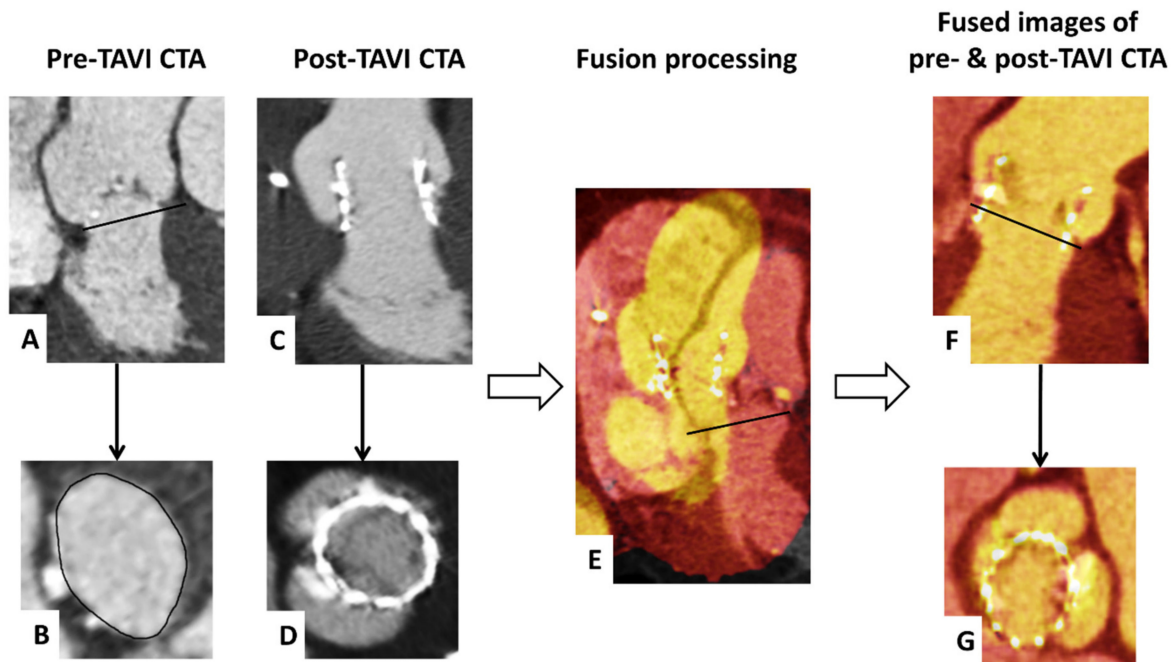 Pre-TAVI CTA
Post-TAVI CTA
Fusion processing
Fused images of
pre- & post-TAVI CTA
A
C
F
E
B
D
G